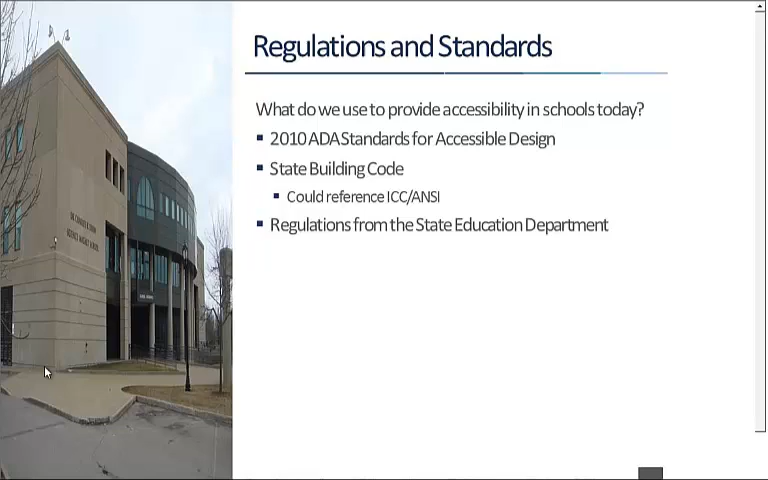 Regulations and Standards
What do we use to provide accessibility in schools today?
2010 ADA Standards for Accessible Design
State Building Code
Could reference ICC/ANSI
Regulations from the State Education Department